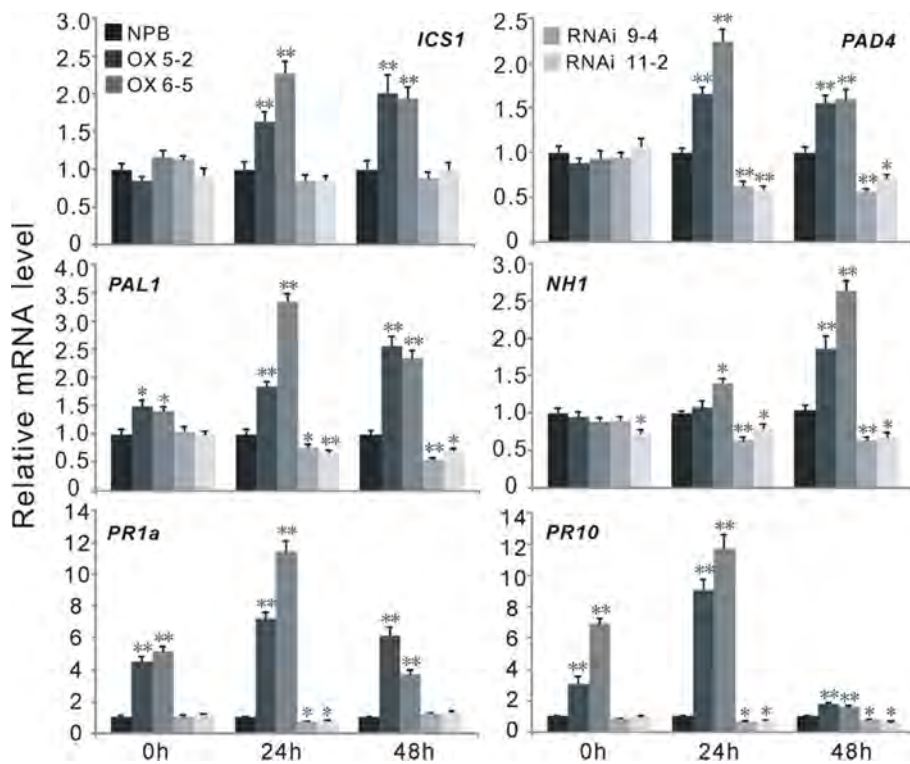 Relative mRNA level
3.0
2.5
2.0
1.5
1.0
0.5
0
NPB
OX 5-2
OX 6-5
ICS1
** ** ** **
2.5
2.0
1.5
1.0
0.5
0
RNAi 9-4
RNAi 11-2
PAD4
** ** ** ** ** ** ** *
4.0
3.5
3.0
2.5
2.0
1.5
1.0
0.5
0
PAL1
* * ** ** * ** ** ** ** *
3.0
2.5
2.0
1.5
1.0
0.5
0
NH1
* * ** * ** ** ** *
14
12
10
8
6
4
2
0
PR1a
** ** ** ** * * ** **
0h 24h 48h
14
12
10
8
6
4
2
0
PR10
** ** ** ** * * ** ** * *
0h 24h 48h